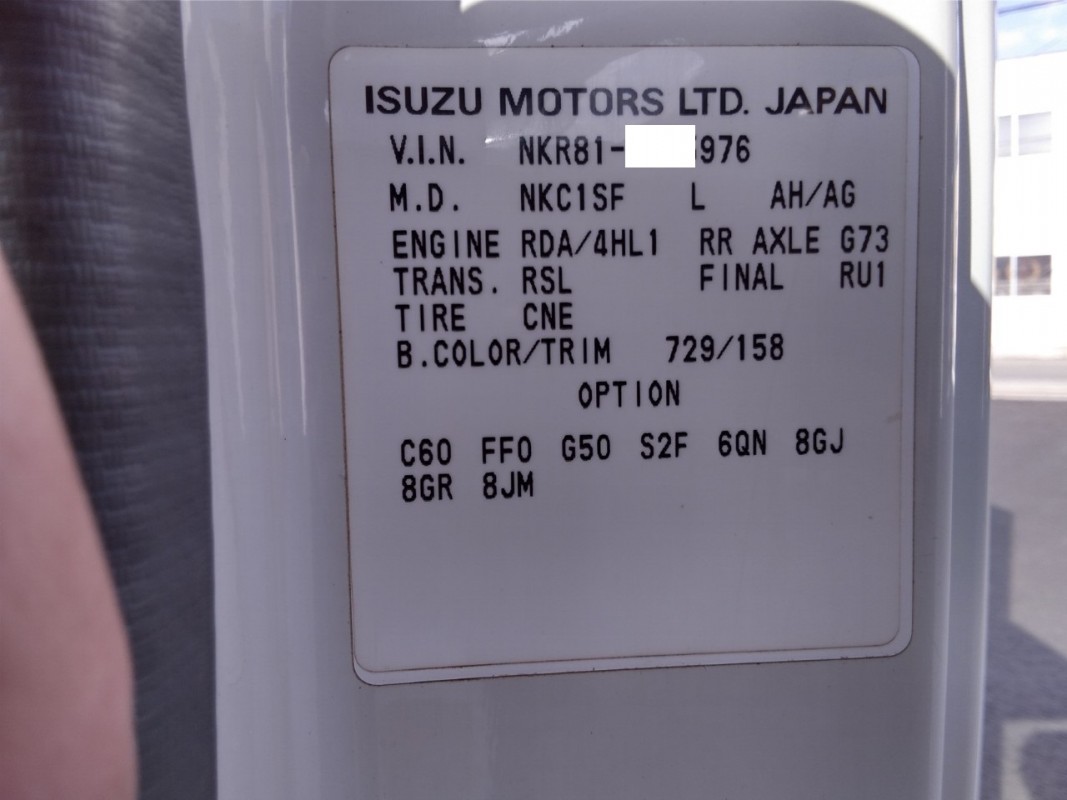 ISUZU MOTORS LTD. JAPAN
V.I.N. NKR81- 976
M.D. NKC1SF L AH/AG
ENGINE RDA/4HL1 RR AXLE G73
TRANS. RSL FINAL RU1
TIRE CNE
B.COLOR/TRIM 729/158
OPTION
C60 FF0 G50 S2F 6QN 8GJ
8GR 8JM